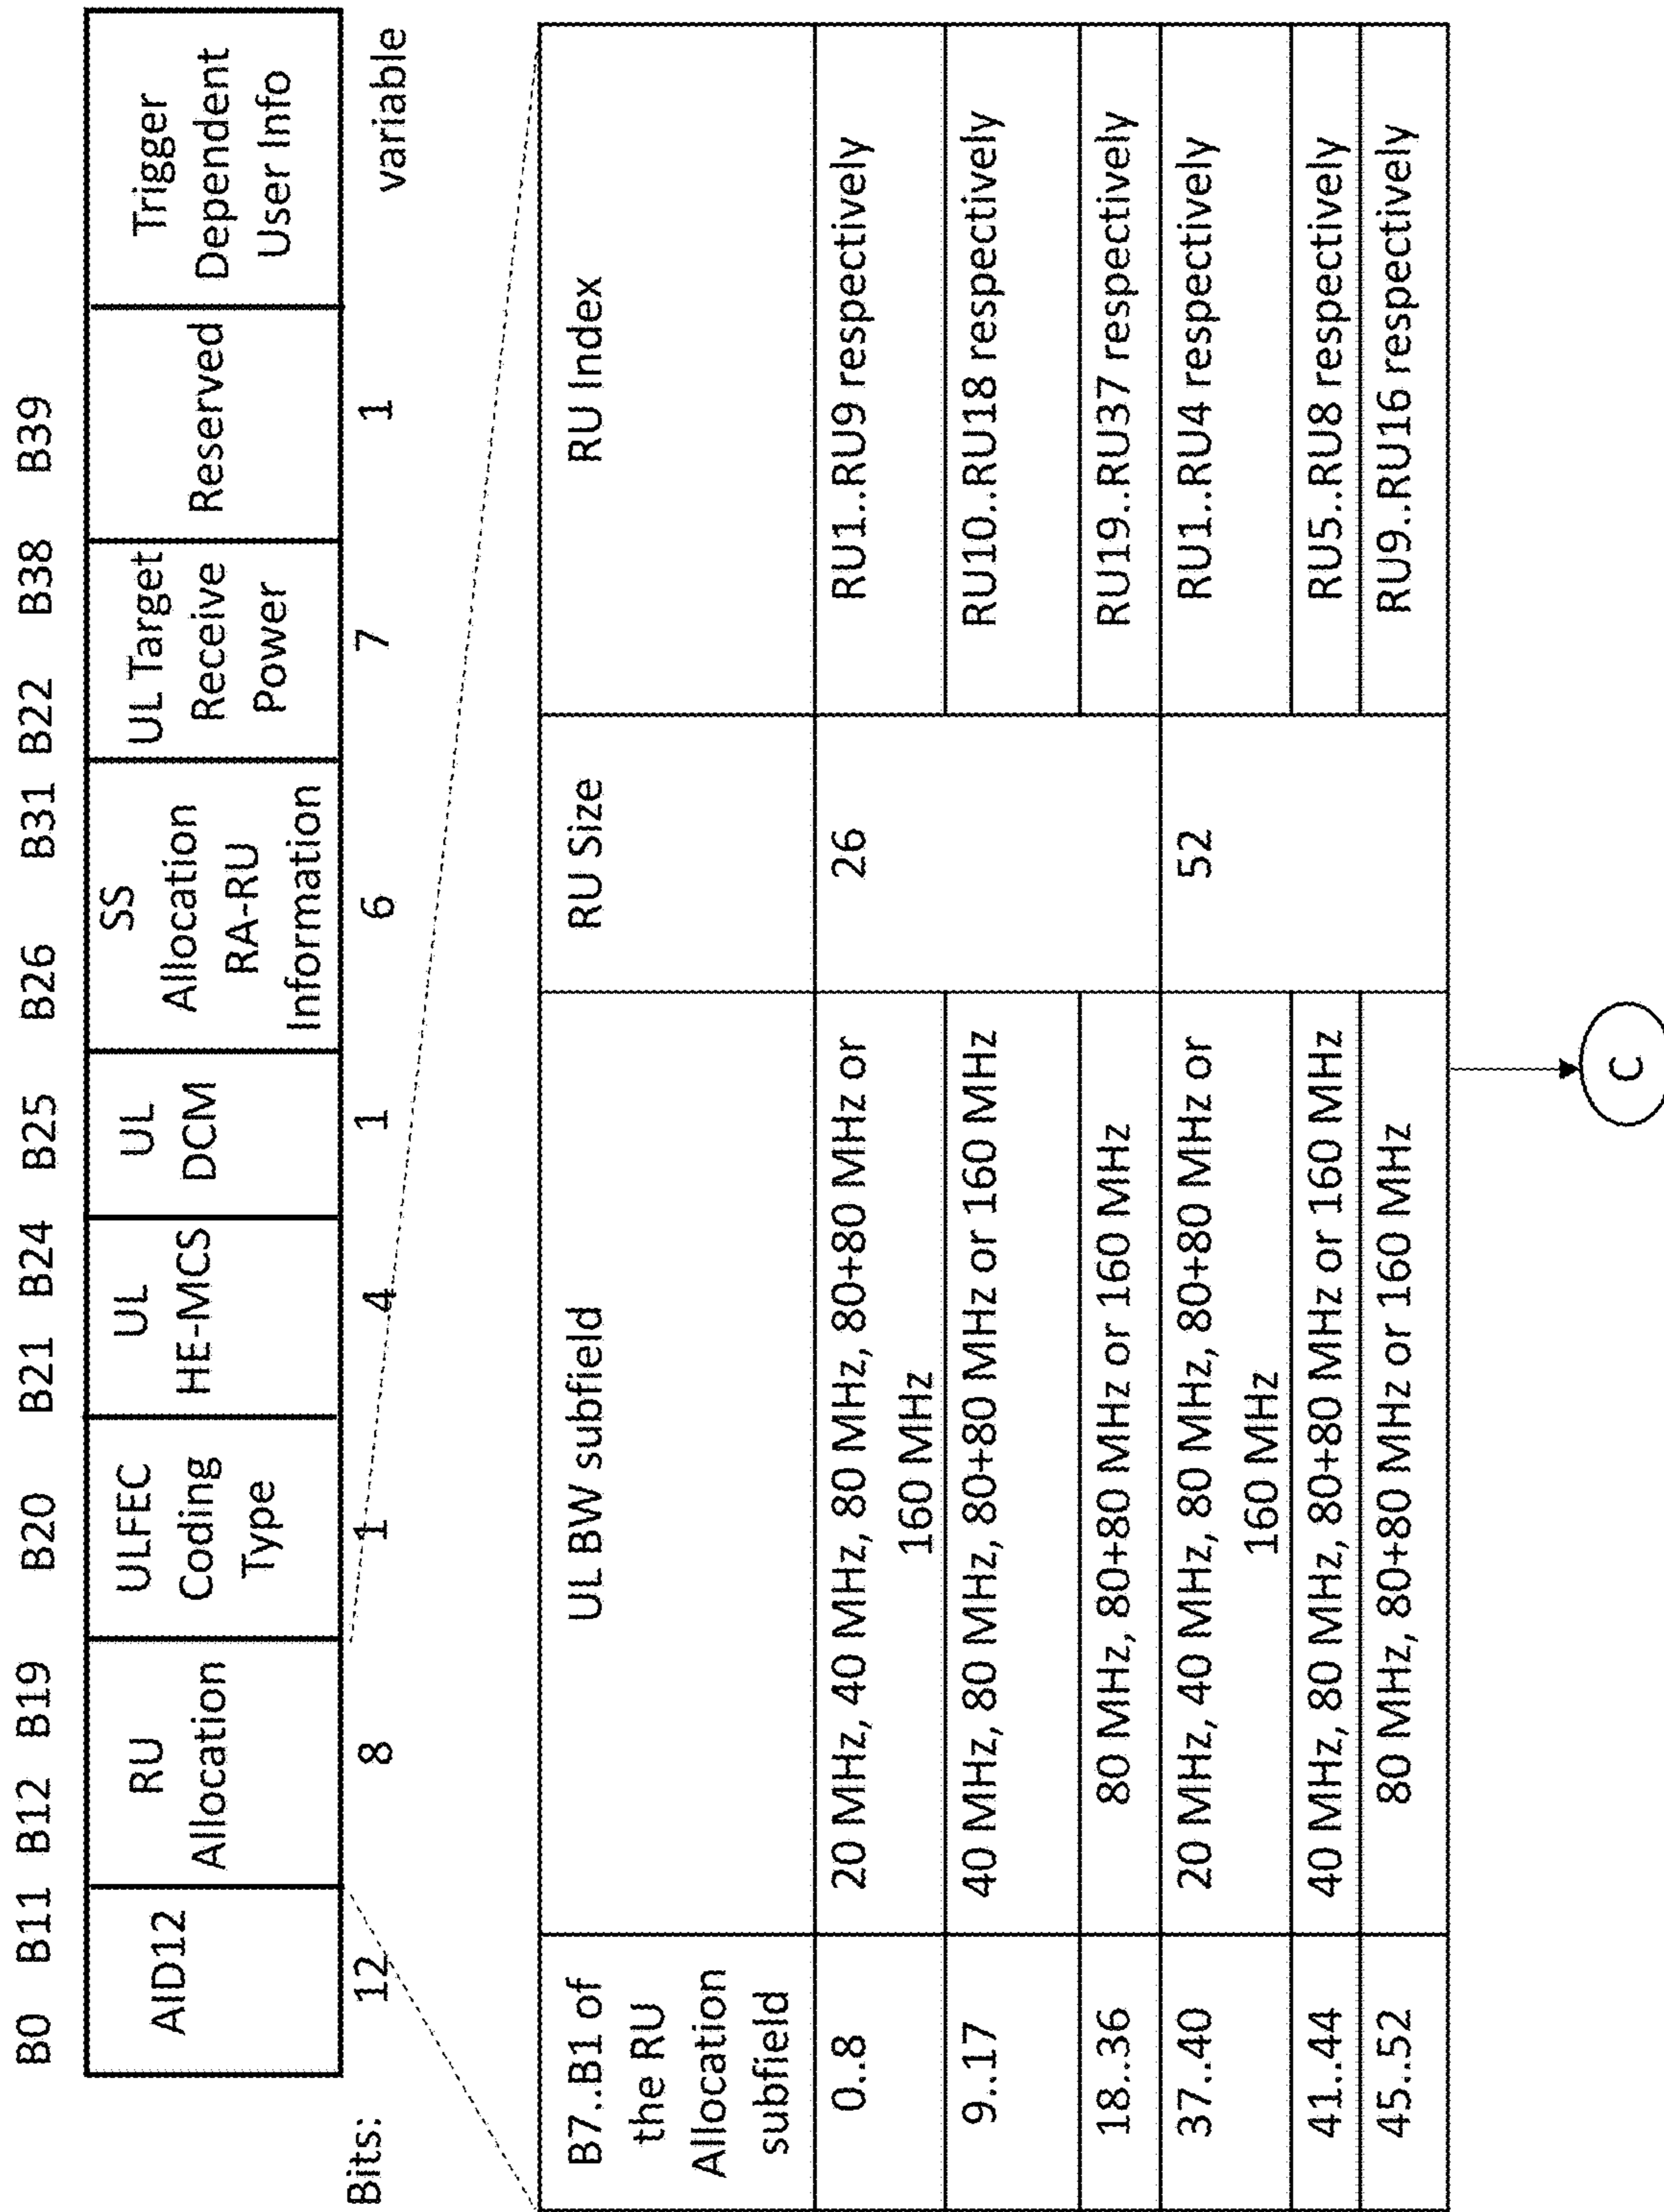 B0 B11 B12 B19 B20 B21 B24 B25 B26 B31 B22 B38 B39
AID12
RU
Allocation
ULFEC
Coding
Type
UL
HE-MCS
UL
DCM
SS
Allocation
RA-RU
Information
UL Target
Receive
Power
Reserved
Trigger
Dependent
User Info
Bits: 12 8 1 4 1 6 7 1 variable
B7..B1 of
the RU
Allocation
subfield
UL BW subfield
RU Size
RU Index
0..8
20 MHz, 40 MHz, 80 MHz, 80+80 MHz or
160 MHz
26
RU1..RU9 respectively
9..17
40 MHz, 80 MHz, 80+80 MHz or 160 MHz
RU10..RU18 respectively
18..36
80 MHz, 80+80 MHz or 160 MHz
RU19..RU37 respectively
37..40
20 MHz, 40 MHz, 80 MHz, 80+80 MHz or
160 MHz
52
RU1..RU4 respectively
41..44
40 MHz, 80 MHz, 80+80 MHz or 160 MHz
RU5..RU8 respectively
45..52
80 MHz, 80+80 MHz or 160 MHz
RU9..RU16 respectively
C